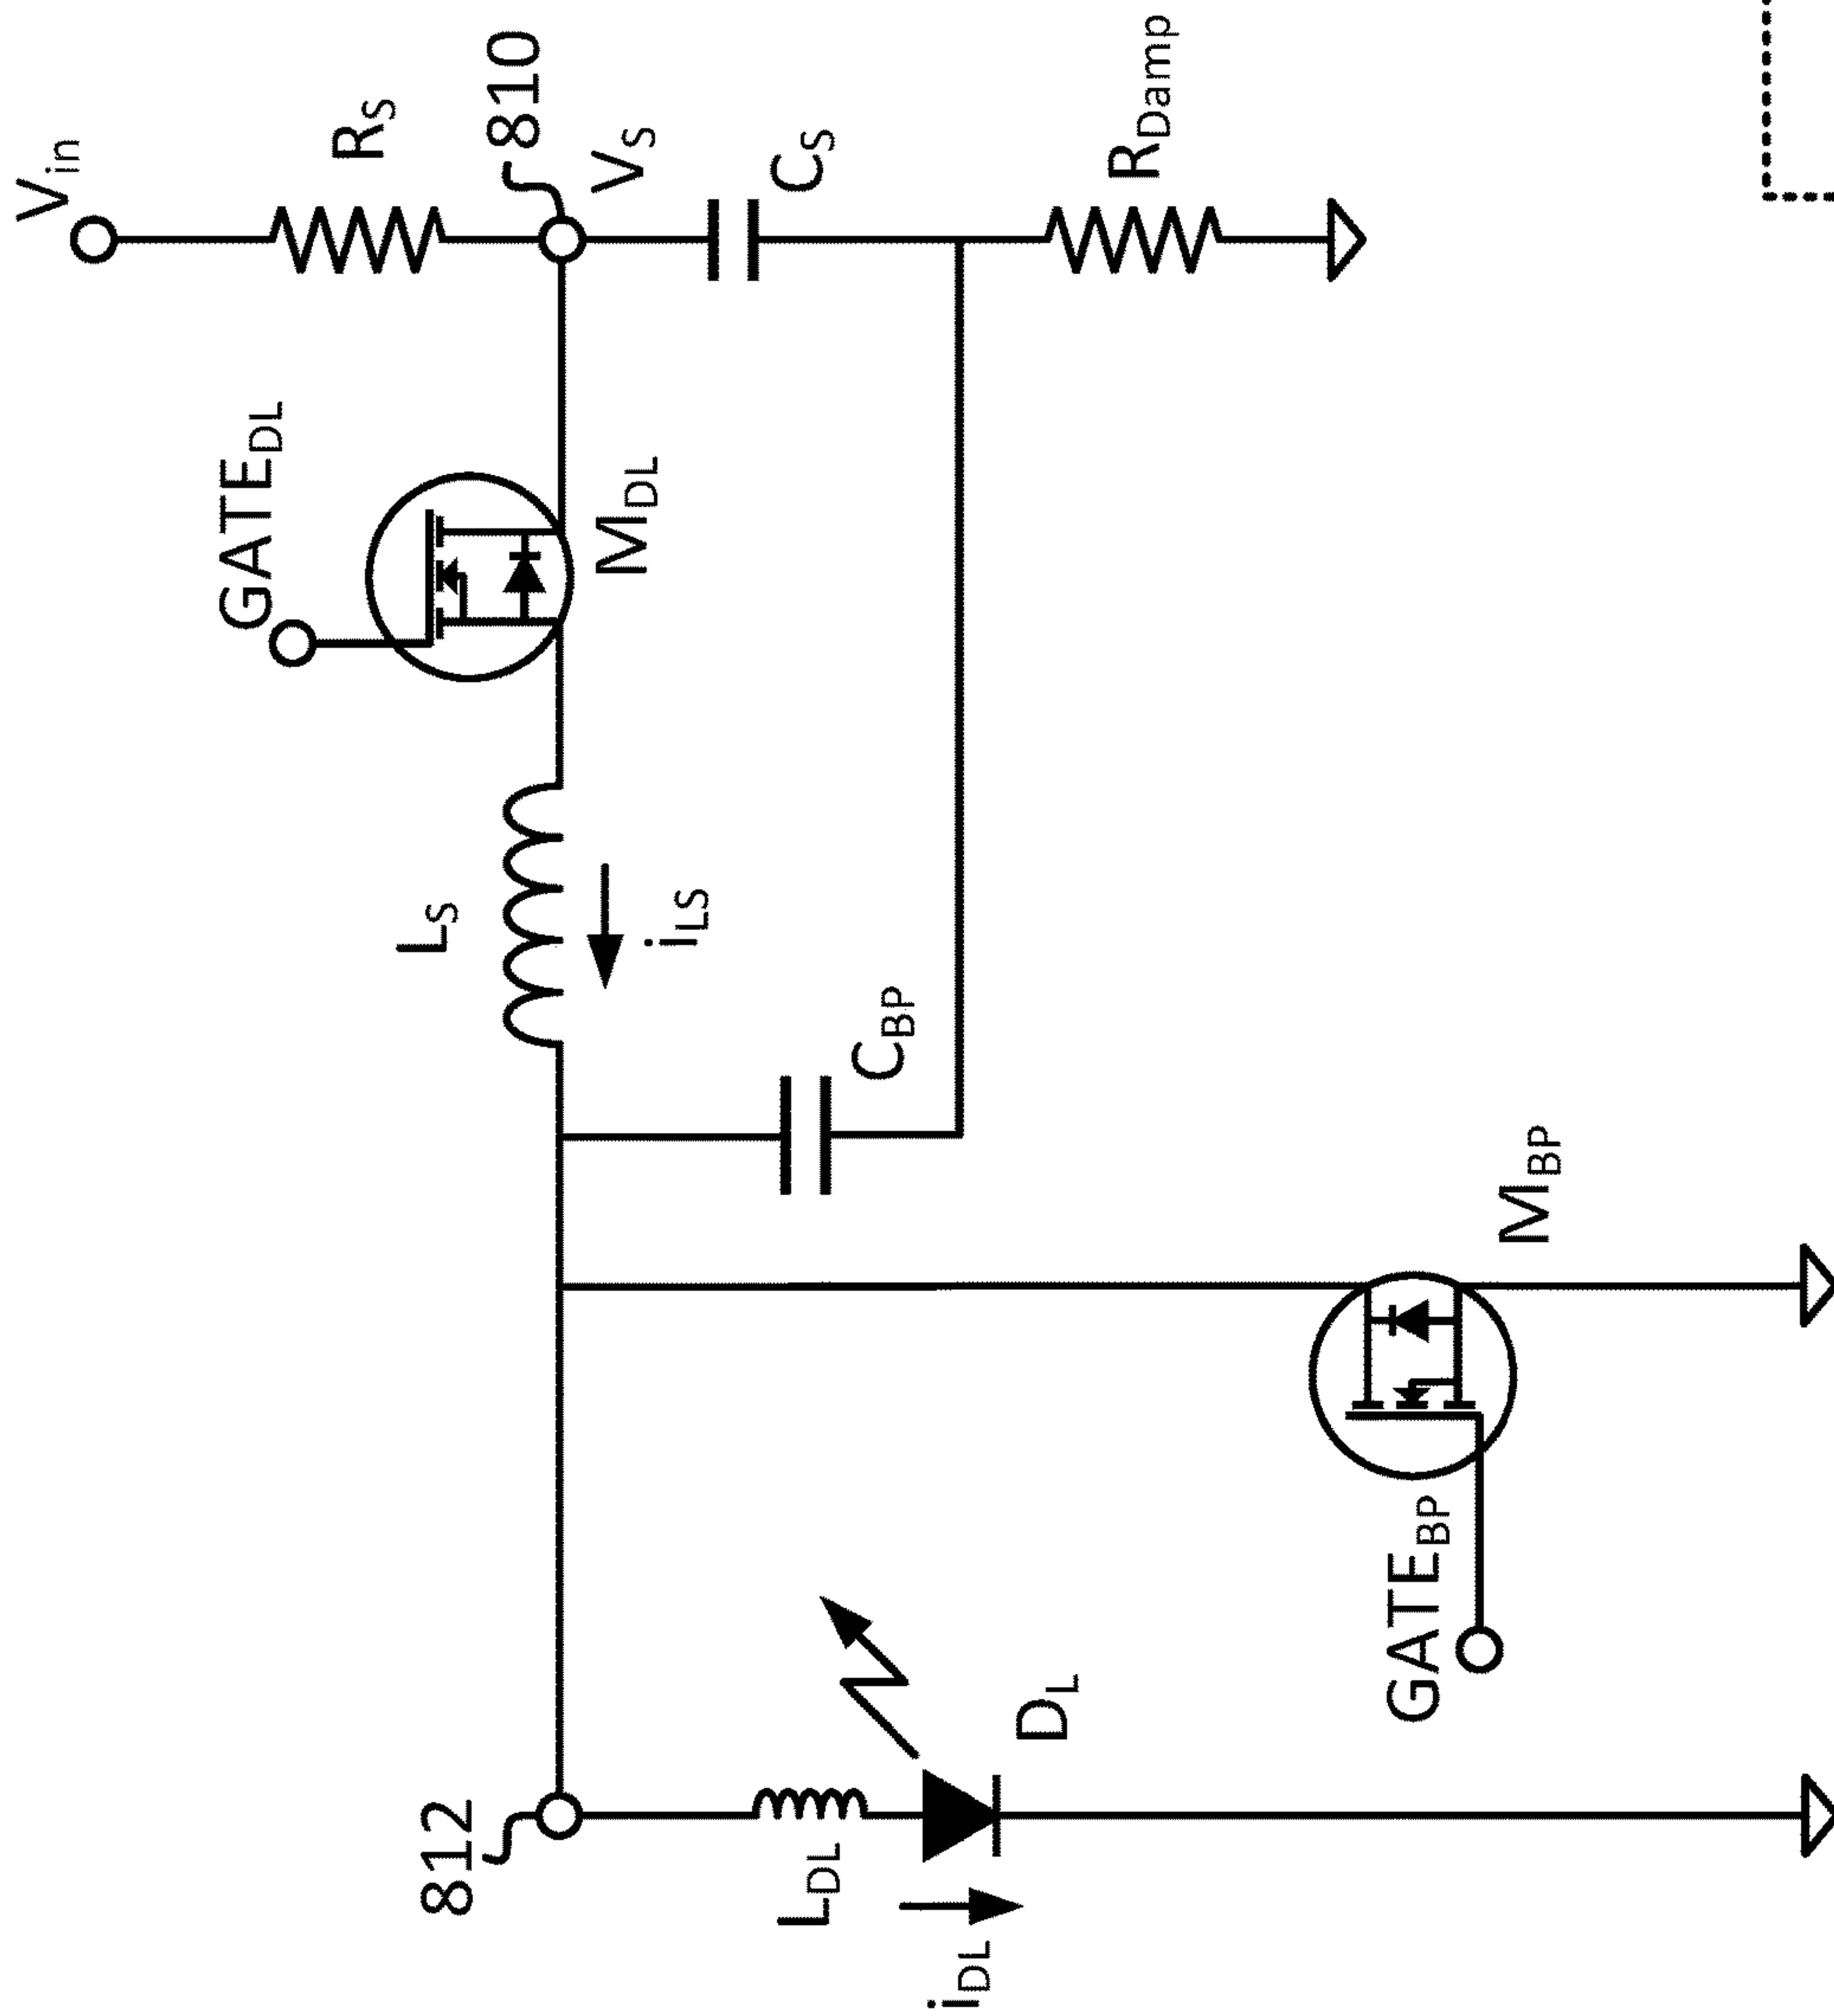 Vin
RS
810
VS
CS
RDamp
GATEDL
MDL
LS
iLS
CBP
MBP
GATEBP
812
LDL
DL
iDL